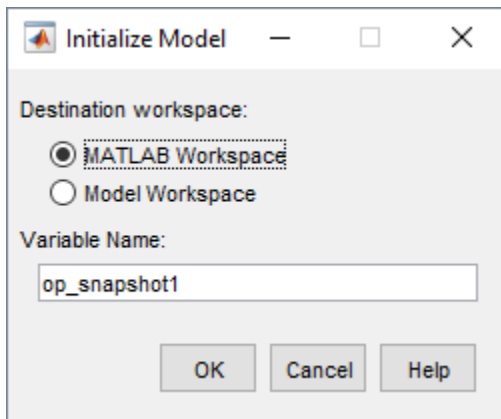 Initialize Model
Destination workspace:
MATLAB Workspace
Model Workspace
Variable Name:
op_snapshot1
OK Cancel Help